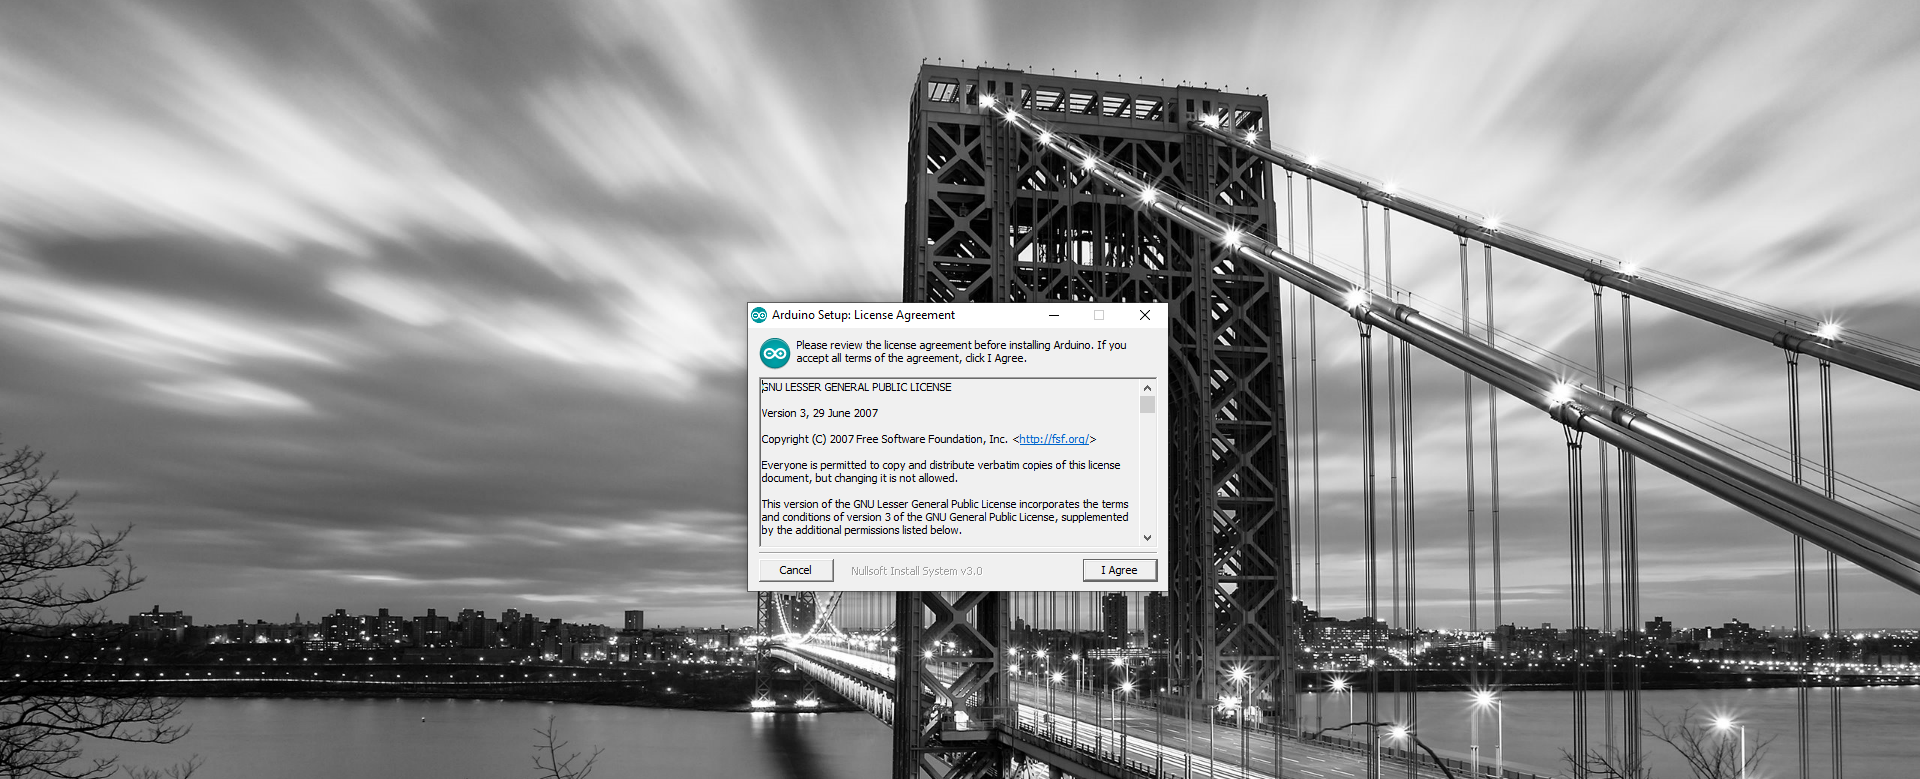 Arduino Setup: License Agreement
Please review the license agreement before installing Arduino. If you
accept all terms of the agreement, click I Agree.
GNU LESSER GENERAL PUBLIC LICENSE
Version 3, 29 June 2007
Copyright (C) 2007 Free Software Foundation, Inc. <http://fsf.org/>
Everyone is permitted to copy and distribute verbatim copies of this license
document, but changing it is not allowed.
This version of the GNU Lesser General Public License incorporates the terms
and conditions of version 3 of the GNU General Public License, supplemented
by the additional permissions listed below.
Cancel
Nullsoft Install System v3.0
I Agree